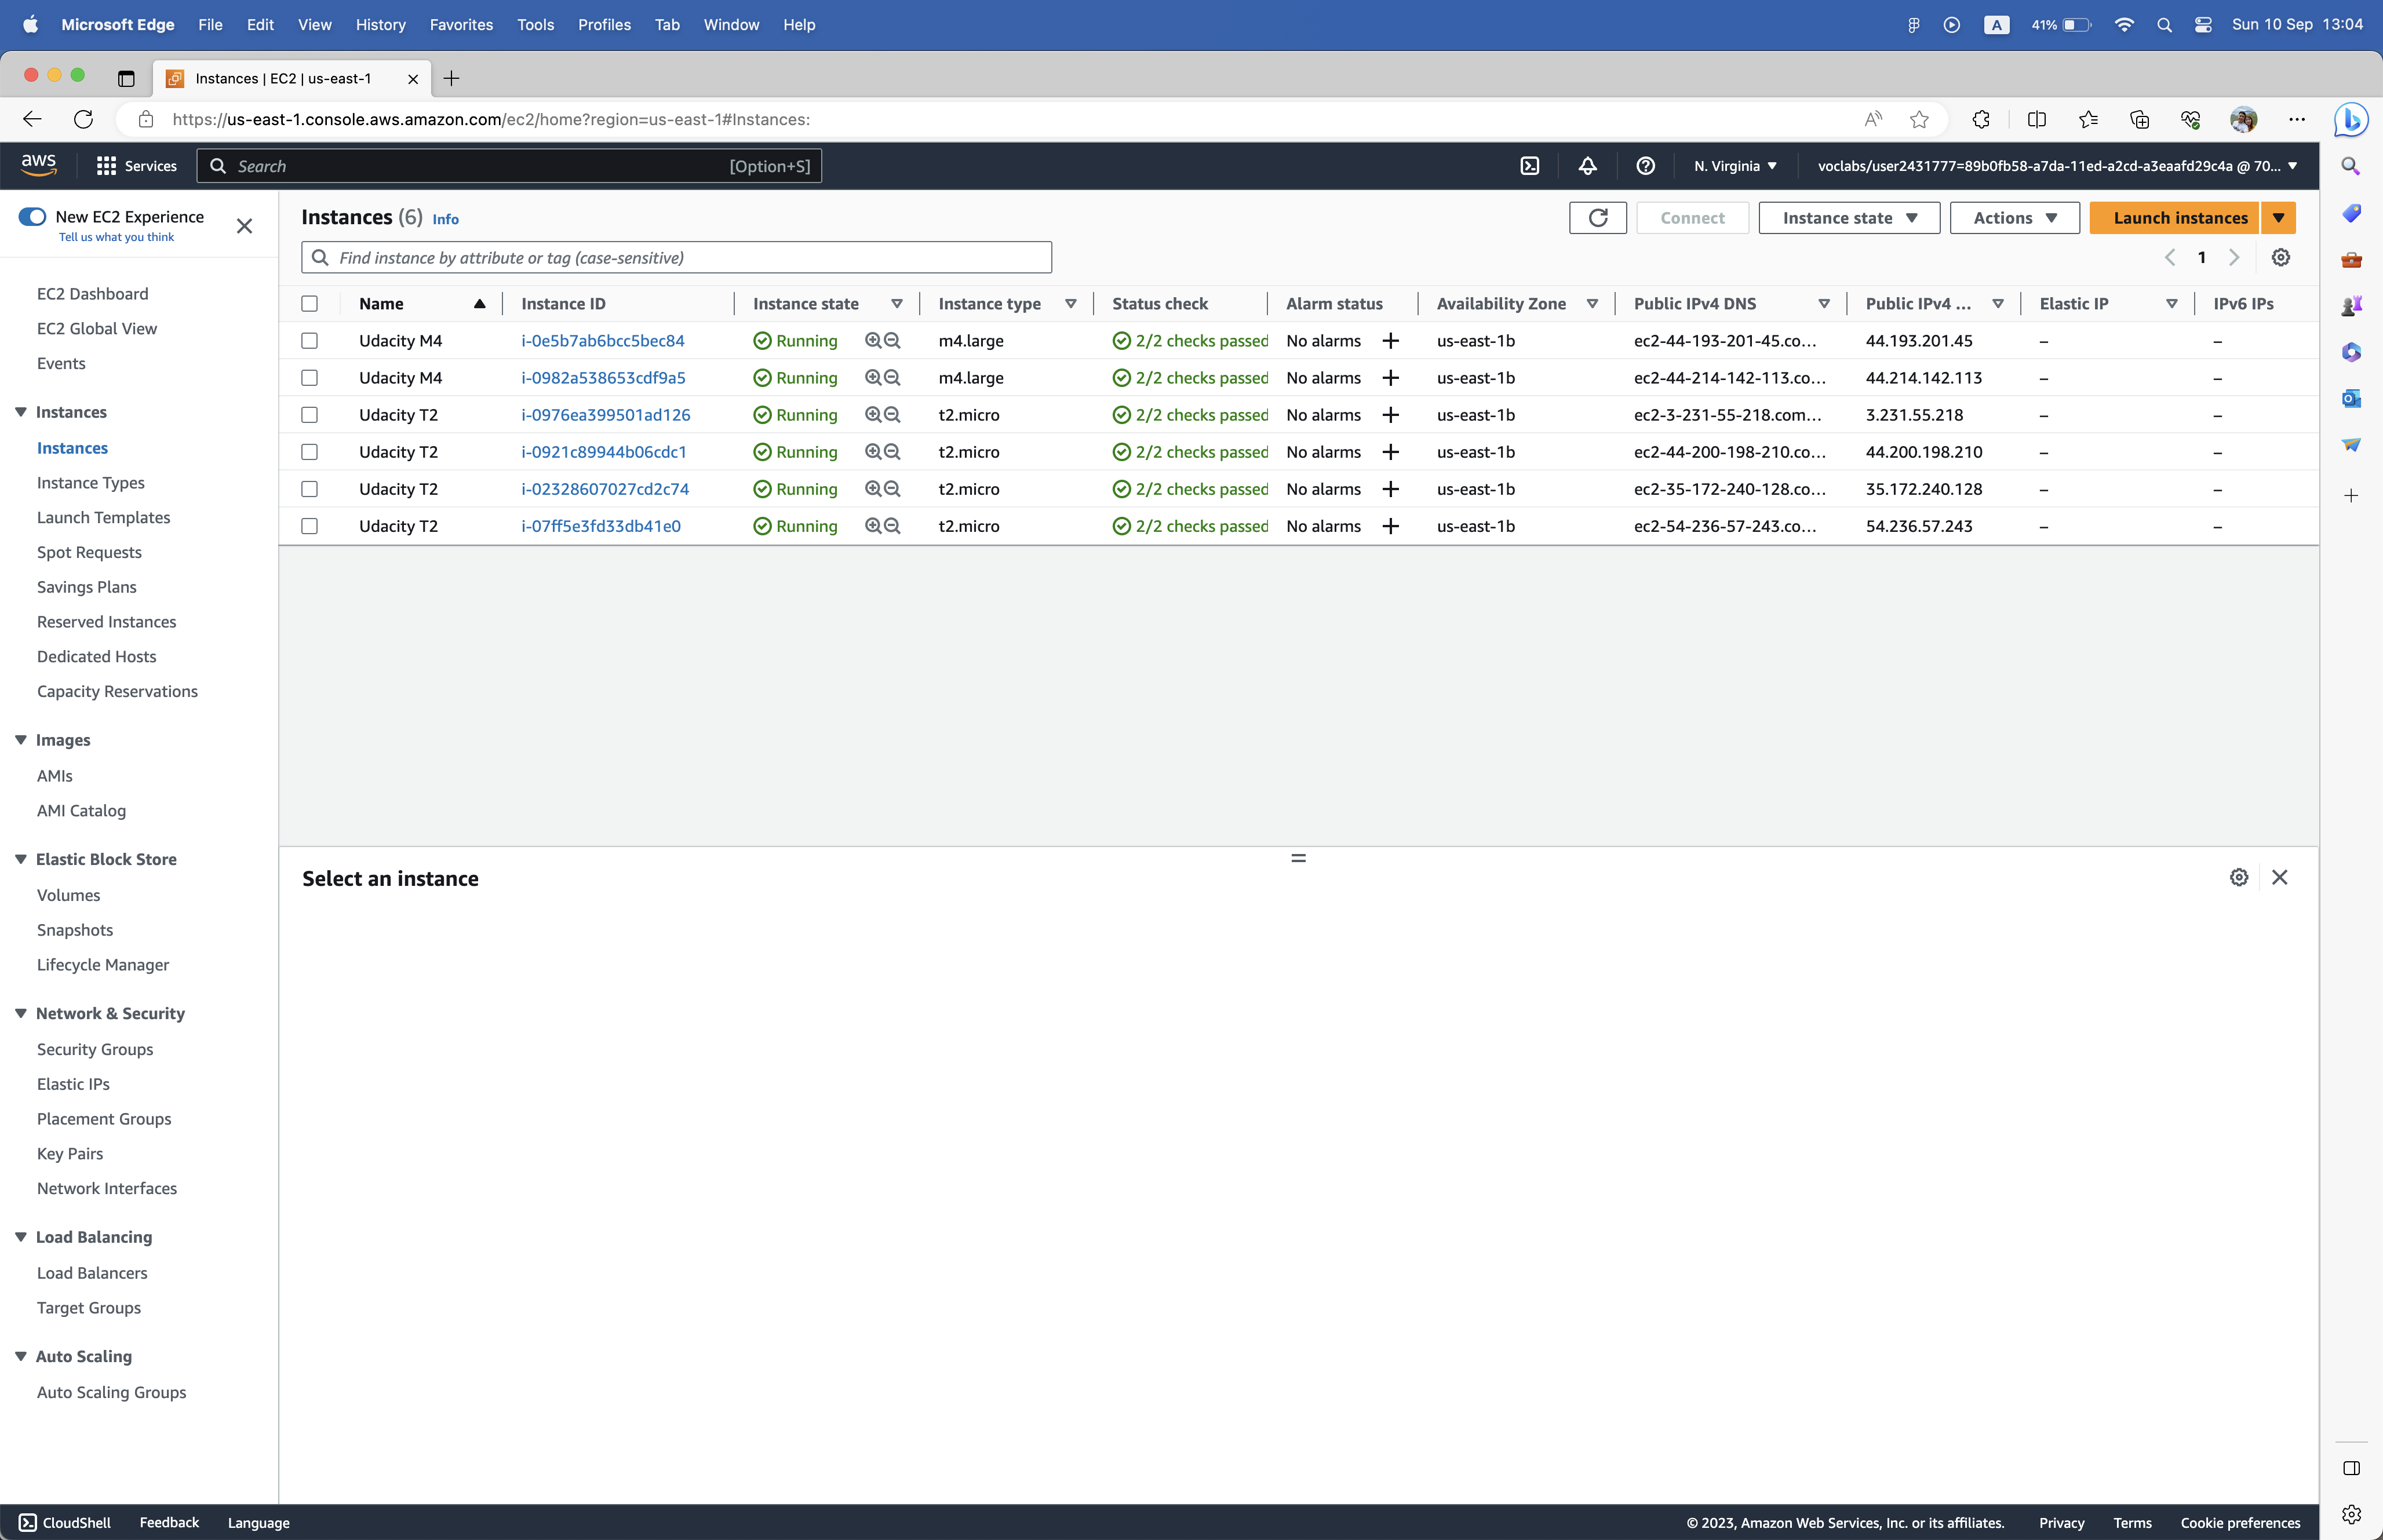 Microsoft Edge File Edit View History Favorites Tools Profiles Tab Window Help A 41% Sun 10 Sep 13:04
Instances | EC2 | us-east-1
https://us-east-1.console.aws.amazon.com/ec2/home?region=us-east-1#Instances:
aws Services Search [Option+S] N. Virginia voclabs/user2431777=89b0fb58-a7da-11ed-a2cd-a3eaafd29c4a @ 70...
New EC2 Experience
Tell us what you think
EC2 Dashboard
EC2 Global View
Events
Instances
Instances
Instance Types
Launch Templates
Spot Requests
Savings Plans
Reserved Instances
Dedicated Hosts
Capacity Reservations
Images
AMIs
AMI Catalog
Elastic Block Store
Volumes
Snapshots
Lifecycle Manager
Network & Security
Security Groups
Elastic IPs
Placement Groups
Key Pairs
Network Interfaces
Load Balancing
Load Balancers
Target Groups
Auto Scaling
Auto Scaling Groups
Instances (6) Info Connect Instance state Actions Launch instances
Find instance by attribute or tag (case-sensitive) 1
Name Instance ID Instance state Instance type Status check Alarm status Availability Zone Public IPv4 DNS Public IPv4 ... Elastic IP IPv6 IPs
Udacity M4 i-0e5b7ab6bcc5bec84 Running m4.large 2/2 checks passed No alarms + us-east-1b ec2-44-193-201-45.co... 44.193.201.45 – –
Udacity M4 i-0982a538653cdf9a5 Running m4.large 2/2 checks passed No alarms + us-east-1b ec2-44-214-142-113.co... 44.214.142.113 – –
Udacity T2 i-0976ea399501ad126 Running t2.micro 2/2 checks passed No alarms + us-east-1b ec2-3-231-55-218.com... 3.231.55.218 – –
Udacity T2 i-0921c89944b06cdc1 Running t2.micro 2/2 checks passed No alarms + us-east-1b ec2-44-200-198-210.co... 44.200.198.210 – –
Udacity T2 i-02328607027cd2c74 Running t2.micro 2/2 checks passed No alarms + us-east-1b ec2-35-172-240-128.co... 35.172.240.128 – –
Udacity T2 i-07ff5e3fd33db41e0 Running t2.micro 2/2 checks passed No alarms + us-east-1b ec2-54-236-57-243.co... 54.236.57.243 – –
Select an instance
CloudShell Feedback Language © 2023, Amazon Web Services, Inc. or its affiliates. Privacy Terms Cookie preferences